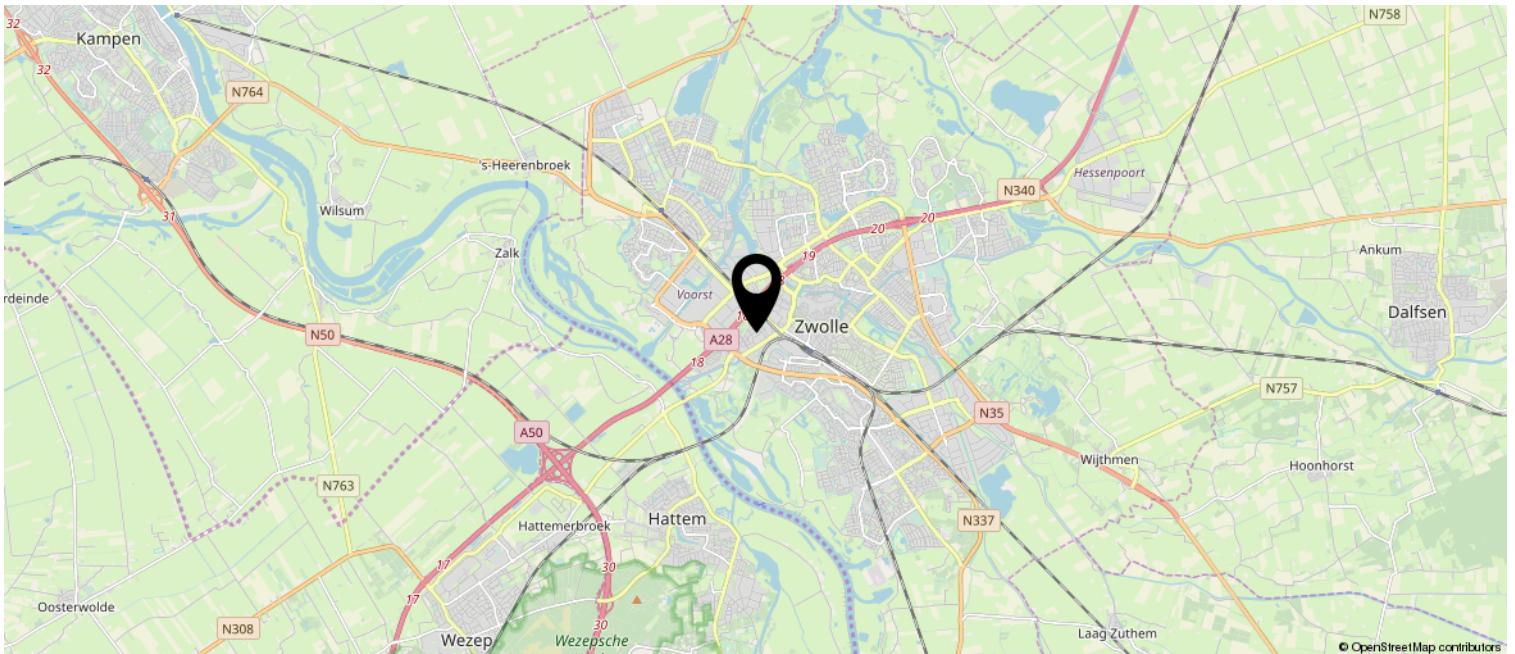 N758
32
Kampen
32
N764
's-Heerenbroek
Hessenpoort
N340
31
Wilsum
20
20
Zalk
19
Ankum
Voorst
rdeinde
Dalfsen
Zwolle
N50
A28
18
N757
N35
A50
Wijthmen
Hoonhorst
N763
Hattem
N337
Hattemerbroek
17
30
17
Oosterwolde
30
N308
Laag Zuthem
Wezep
Wezepsche
© OpenStreetMap contributors